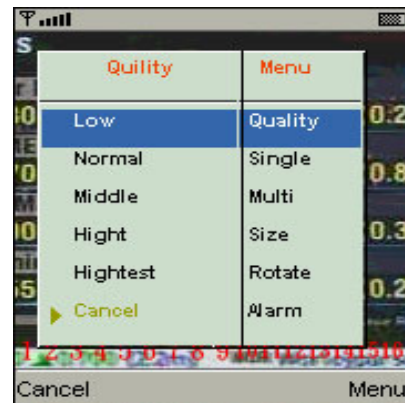 S
Quility Menu
Low Quality
Normal Single
Middle Multi
Hight Size
Hightest Rotate
Cancel Alarm
1 2 3 4 5 6 7 8 9 10 11 12 13 14 15 16
Cancel Menu